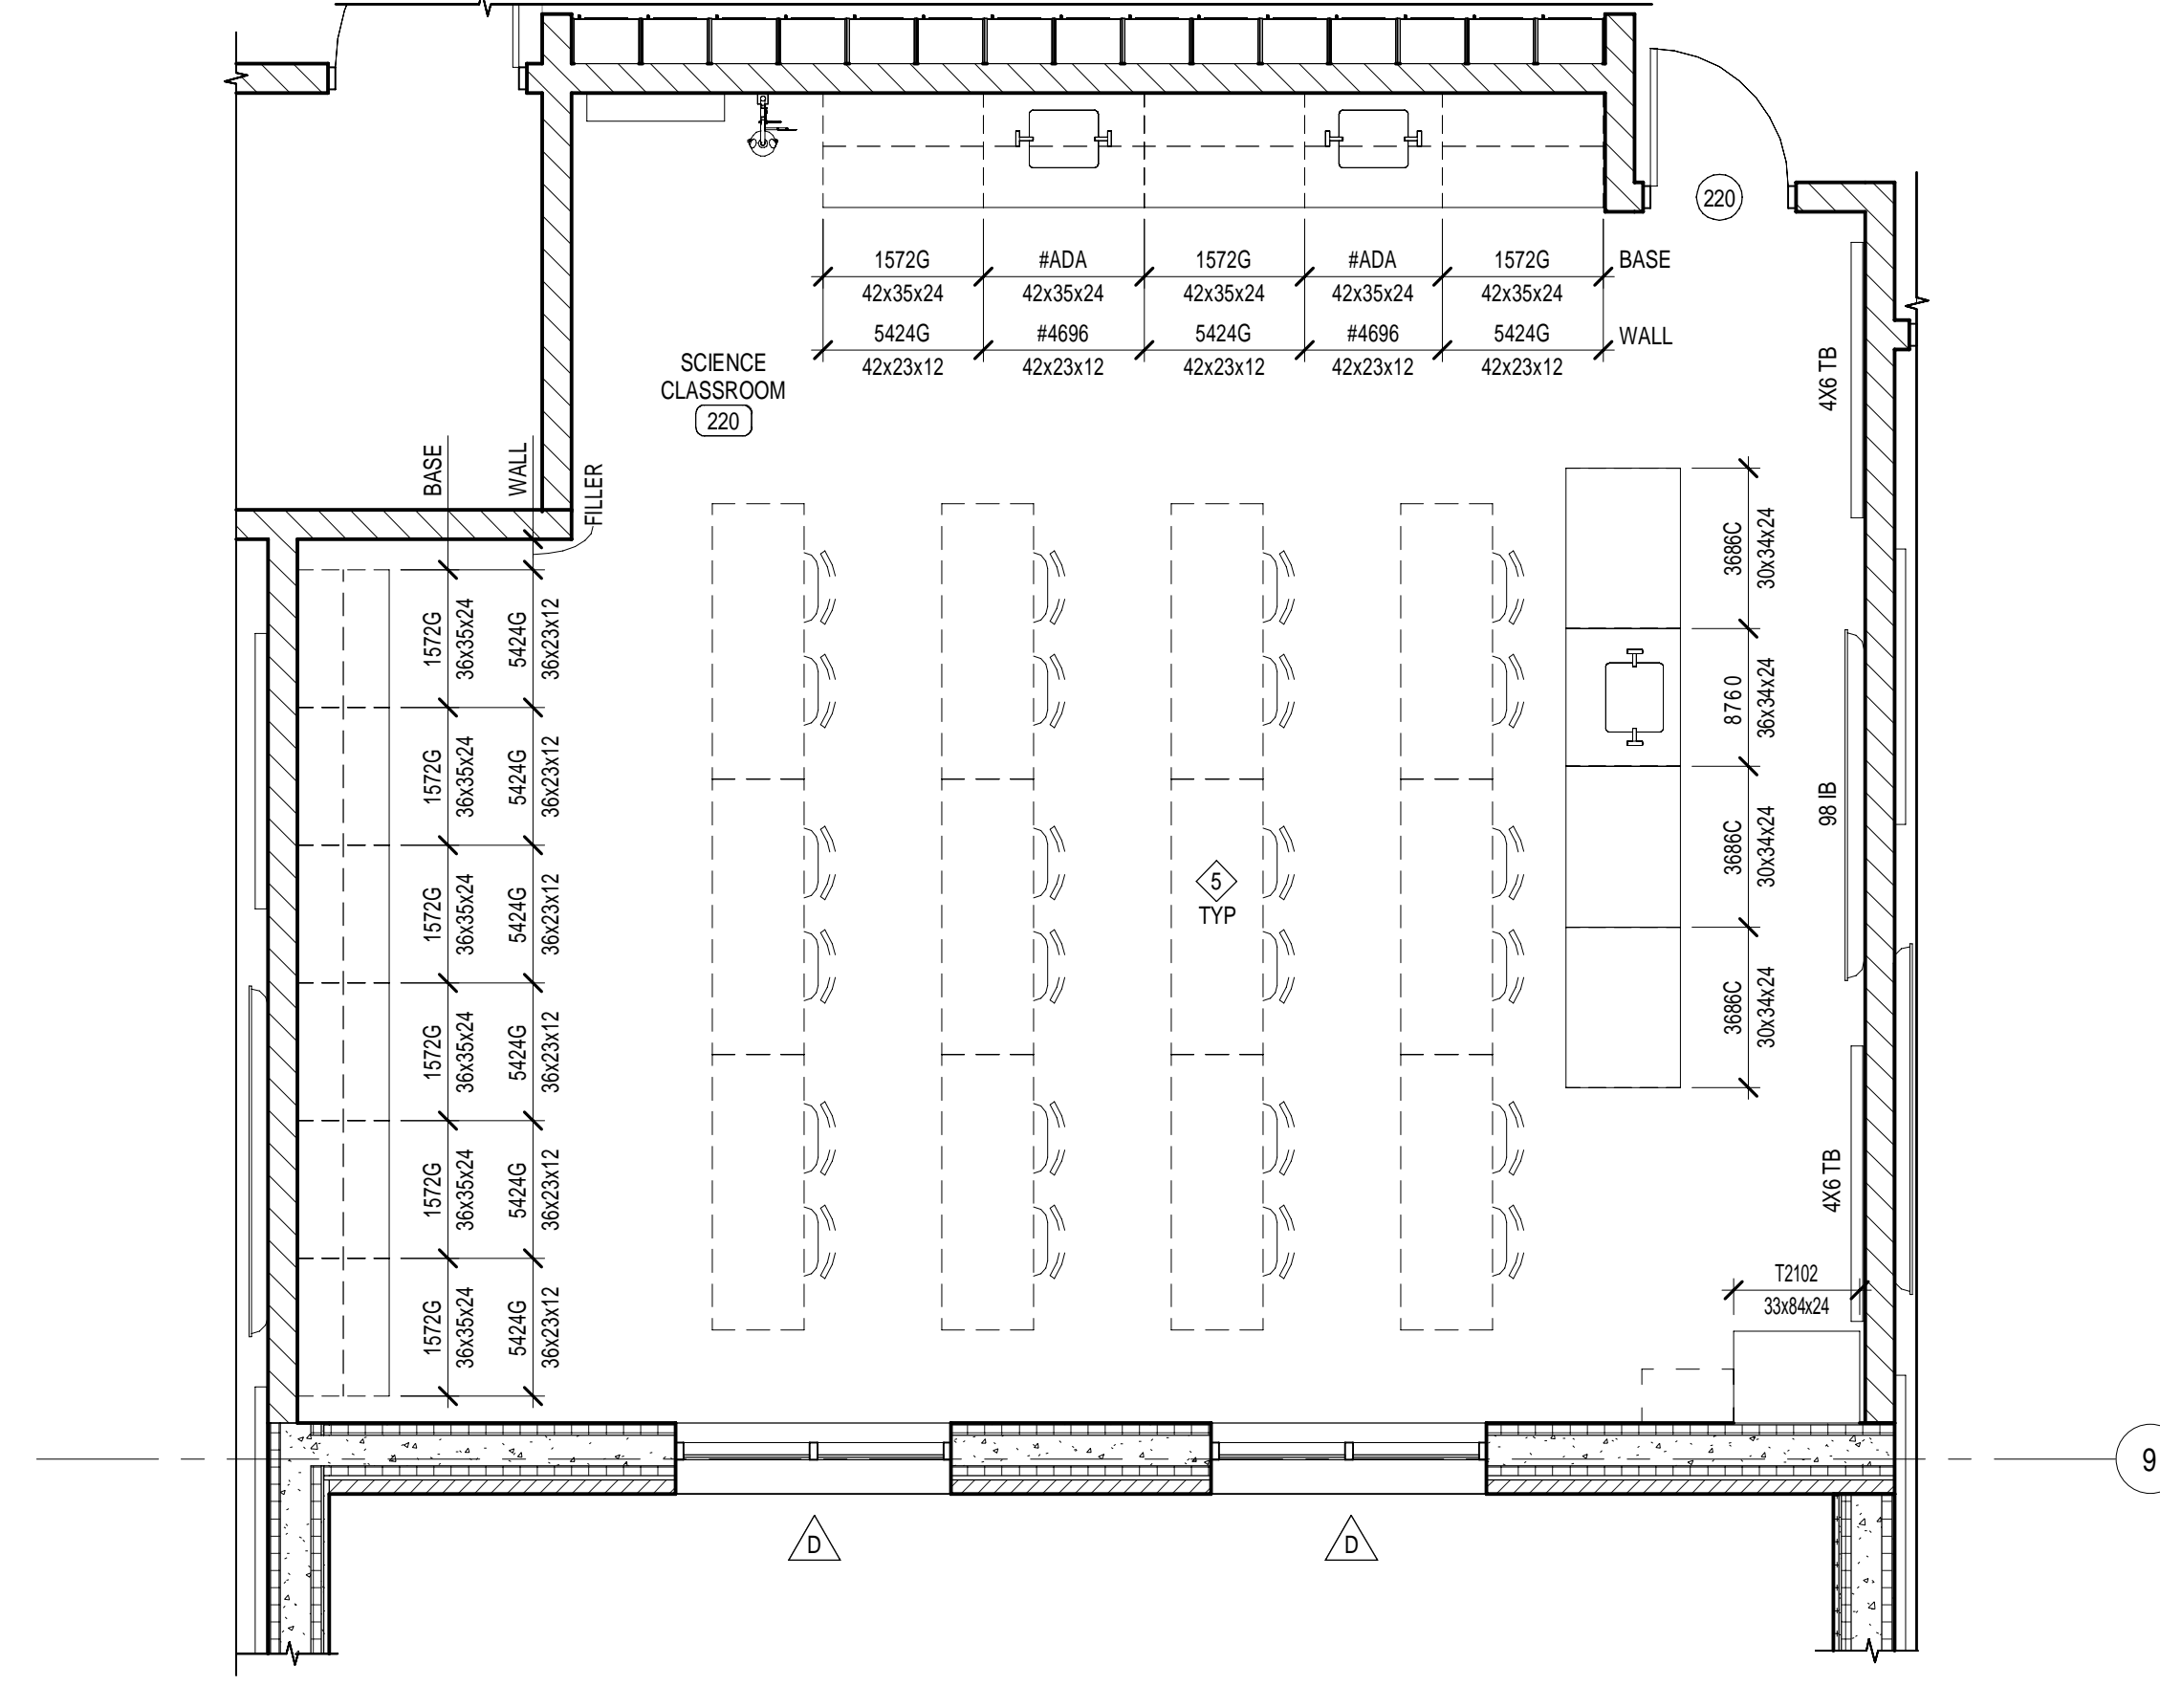 220
1572G #ADA 1572G #ADA 1572G BASE
42x35x24 42x35x24 42x35x24 42x35x24 42x35x24
5424G #4696 5424G #4696 5424G WALL
42x23x12 42x23x12 42x23x12 42x23x12 42x23x12
SCIENCE
CLASSROOM
220
BASE
WALL
FILLER
1572G
36x35x24
5424G
36x23x12
1572G
36x35x24
5424G
36x23x12
1572G
36x35x24
5424G
36x23x12
1572G
36x35x24
5424G
36x23x12
1572G
36x35x24
5424G
36x23x12
1572G
36x35x24
5424G
36x23x12
5
TYP
3686C
30x34x24
8760
36x34x24
3686C
30x34x24
3686C
30x34x24
4X6 TB
98 IB
4X6 TB
T2102
33x84x24
9
D
D